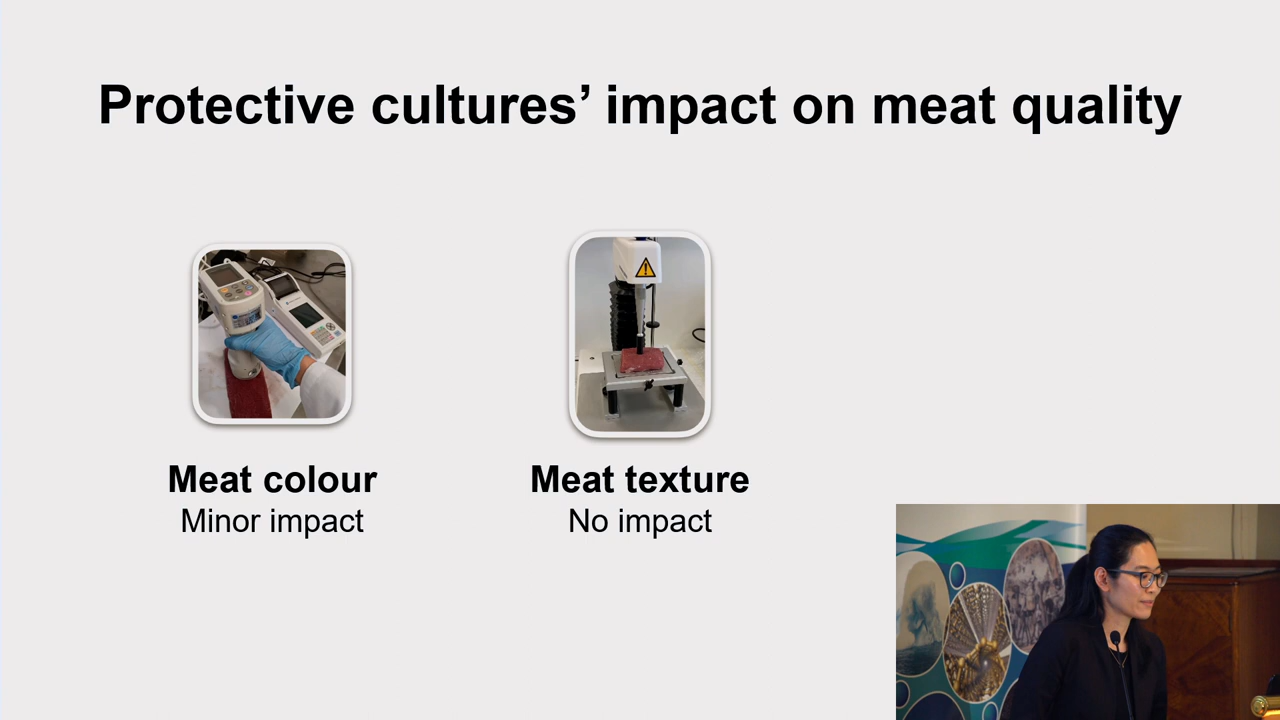 Protective cultures’ impact on meat quality
Meat colour
Minor impact
Meat texture
No impact